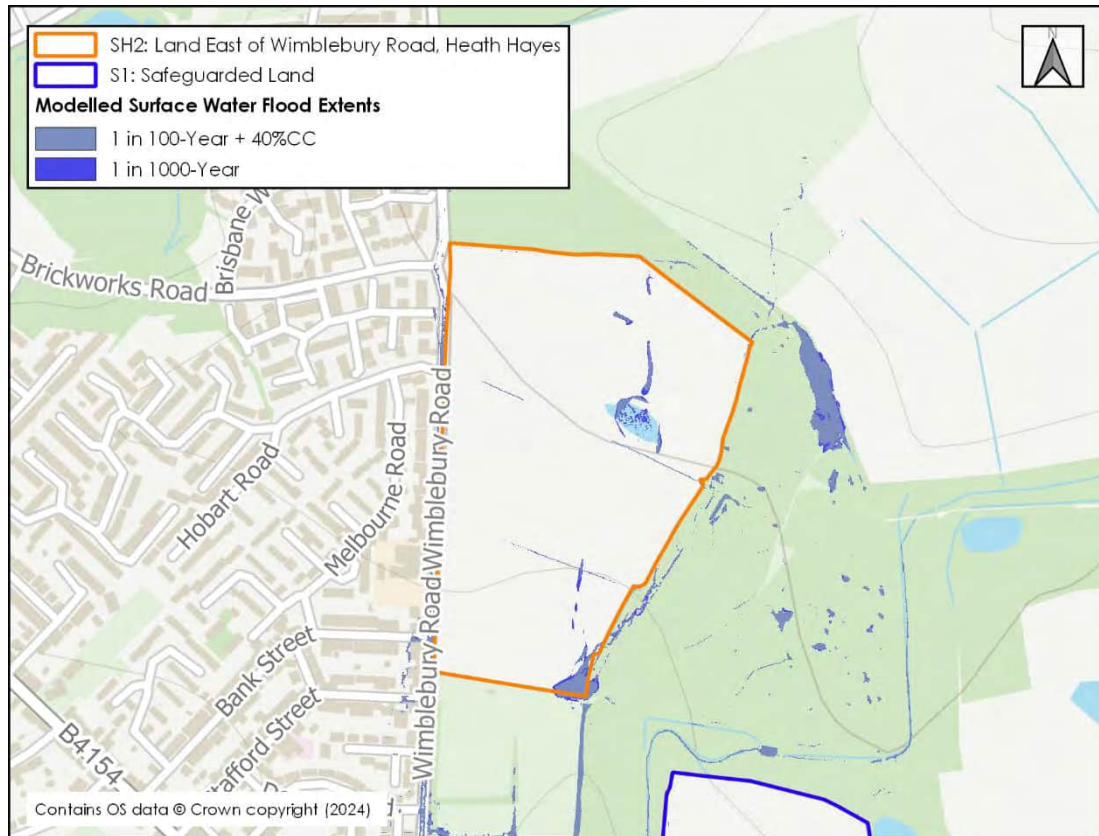 SH2: Land East of Wimblebury Road, Heath Hayes
S1: Safeguarded Land
Modelled Surface Water Flood Extents
1 in 100-Year + 40%CC
1 in 1000-Year
N
Brisbane W
Brickworks Road
Hobart Road
Melbourne Road
Wimblebury Road
Wimblebury Road
Bank Street
Stafford Street
Wimblebury Road
B4154
Contains OS data © Crown copyright (2024)